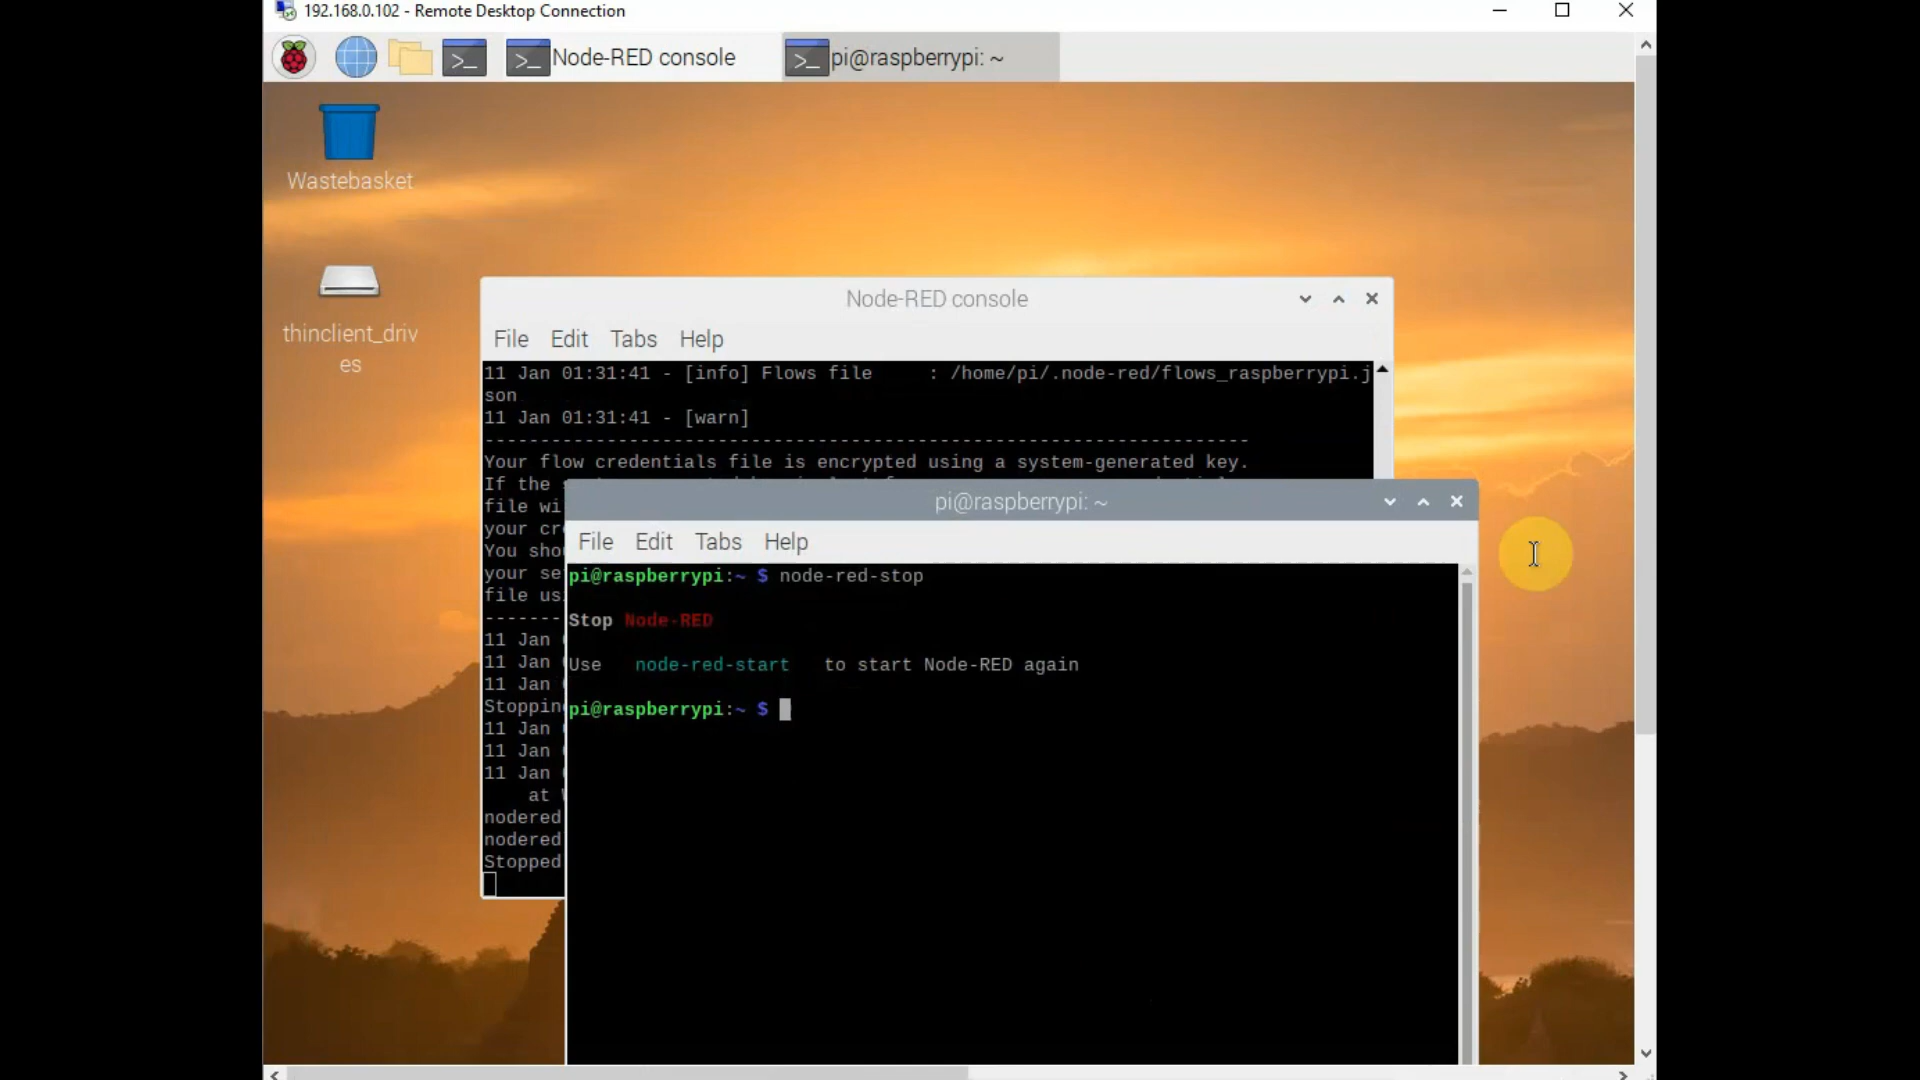 192.168.0.102 - Remote Desktop Connection
Node-RED console
pi@raspberrypi: ~
Wastebasket
thinclient_driv
es
Node-RED console
File Edit Tabs Help
11 Jan 01:31:41 - [info] Flows file     : /home/pi/.node-red/flows_raspberrypi.j
son
11 Jan 01:31:41 - [warn]
---------------------------------------------------------------------
Your flow credentials file is encrypted using a system-generated key.
If the
file wi
your cr
You sho
your se
file us
-------
11 Jan
11 Jan
11 Jan
Stoppin
11 Jan
11 Jan
11 Jan
at
nodered
nodered
Stopped
pi@raspberrypi: ~
File Edit Tabs Help
pi@raspberrypi:~ $ node-red-stop
Stop Node-RED
Use   node-red-start   to start Node-RED again
pi@raspberrypi:~ $